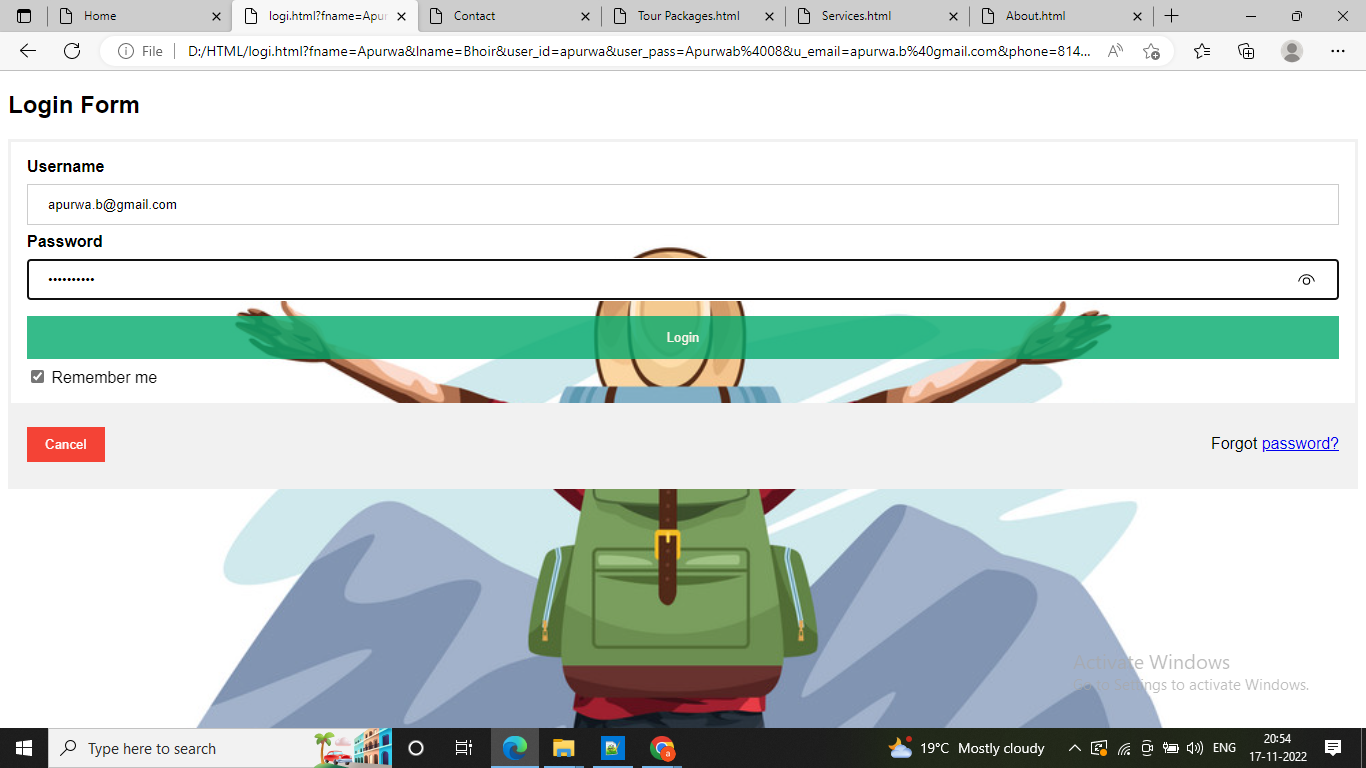 Home
logi.html?fname=Apur
Contact
Tour Packages.html
Services.html
About.html
File
D:/HTML/logi.html?fname=Apurwa&lname=Bhoir&user_id=apurwa&user_pass=Apurwab%4008&u_email=apurwa.b%40gmail.com&phone=814...
Login Form
Username
apurwa.b@gmail.com
Password
••••••••••
Login
Remember me
Cancel
Forgot password?
Activate Windows
Go to Settings to activate Windows.
Type here to search
19°C Mostly cloudy
ENG
20:54
17-11-2022